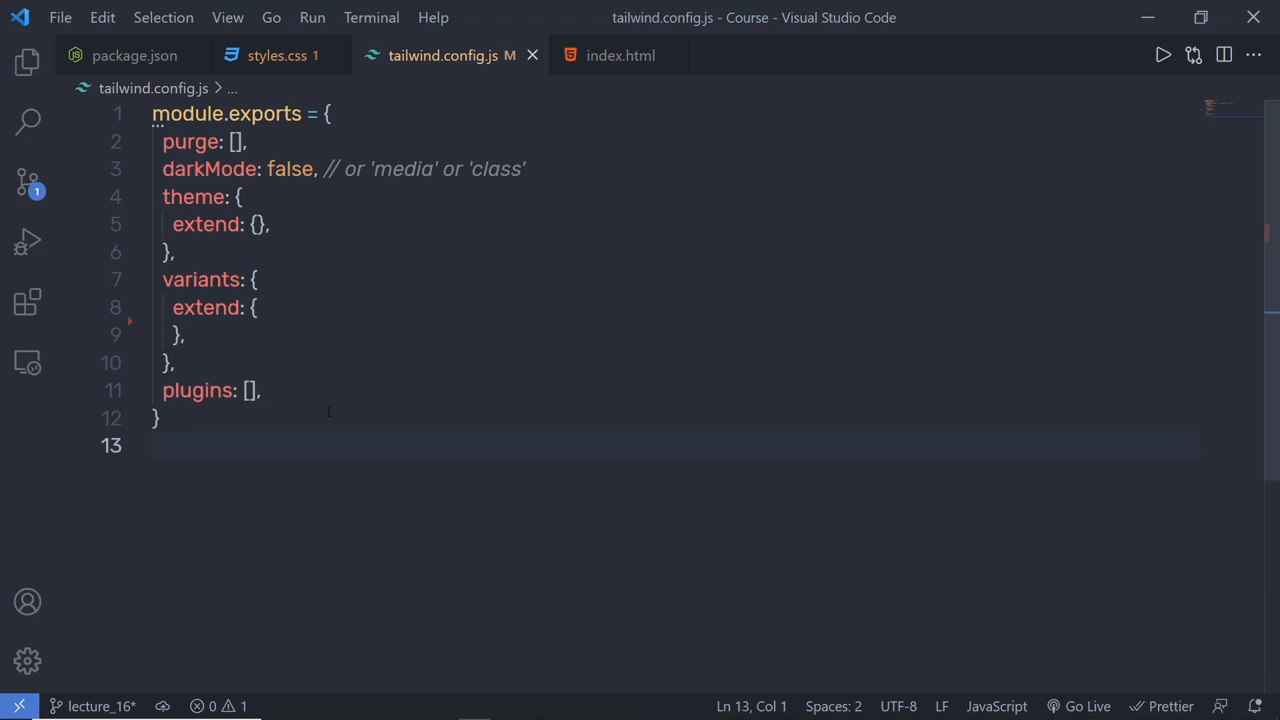 File Edit Selection View Go Run Terminal Help tailwind.config.js - Course - Visual Studio Code
package.json styles.css 1 tailwind.config.js M index.html
tailwind.config.js > ...
1 module.exports = {
2 purge: [],
3 darkMode: false, // or 'media' or 'class'
4 theme: {
5 extend: {},
6 },
7 variants: {
8 extend: {
9 },
10 },
11 plugins: [],
12 }
13
1
lecture_16* 0 1 Ln 13, Col 1 Spaces: 2 UTF-8 LF JavaScript Go Live Prettier